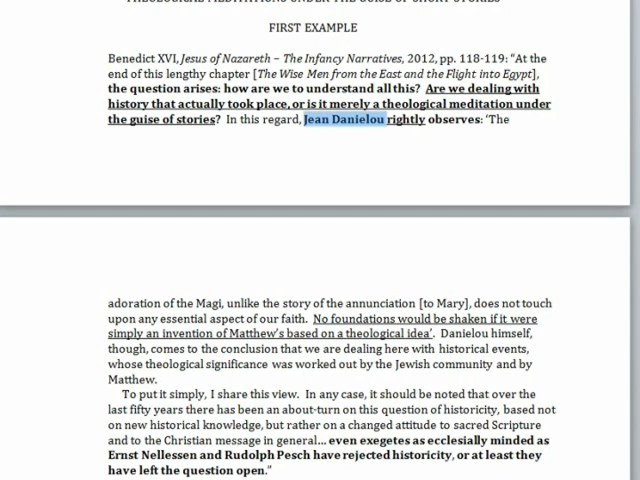 THEOLOGICAL MEDITATIONS UNDER THE GUISE OF SHORT STORIES
FIRST EXAMPLE
Benedict XVI, Jesus of Nazareth – The Infancy Narratives, 2012, pp. 118-119: “At the
end of this lengthy chapter [The Wise Men from the East and the Flight into Egypt],
the question arises: how are we to understand all this?  Are we dealing with
history that actually took place, or is it merely a theological meditation under
the guise of stories?  In this regard, Jean Danielou rightly observes: ‘The
adoration of the Magi, unlike the story of the annunciation [to Mary], does not touch
upon any essential aspect of our faith.  No foundations would be shaken if it were
simply an invention of Matthew’s based on a theological idea’.  Danielou himself,
though, comes to the conclusion that we are dealing here with historical events,
whose theological significance was worked out by the Jewish community and by
Matthew.
To put it simply, I share this view.  In any case, it should be noted that over the
last fifty years there has been an about-turn on this question of historicity, based not
on new historical knowledge, but rather on a changed attitude to sacred Scripture
and to the Christian message in general… even exegetes as ecclesially minded as
Ernst Nellessen and Rudolph Pesch have rejected historicity, or at least they
have left the question open.”